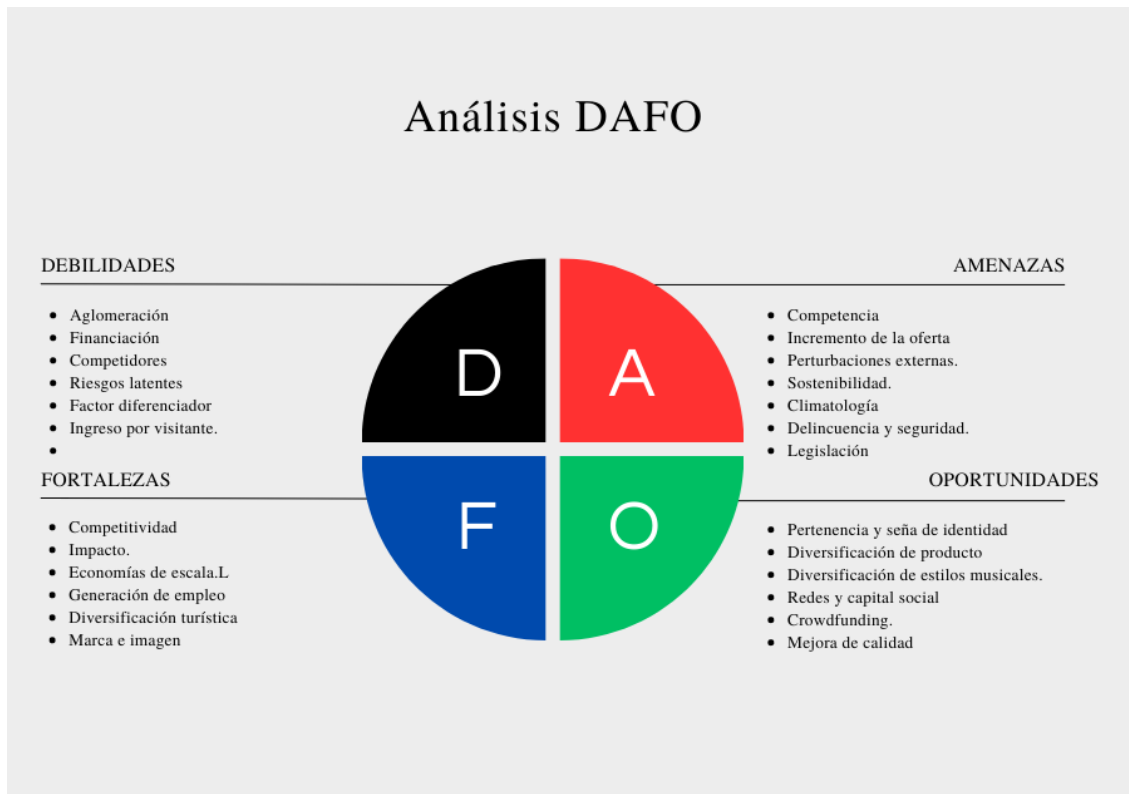 Análisis DAFO
DEBILIDADES
• Aglomeración
• Financiación
• Competidores
• Riesgos latentes
• Factor diferenciador
• Ingreso por visitante.
•
AMENAZAS
• Competencia
• Incremento de la oferta
• Perturbaciones externas.
• Sostenibilidad.
• Climatología
• Delincuencia y seguridad.
• Legislación
D
A
F
O
FORTALEZAS
• Competitividad
• Impacto.
• Economías de escala.L
• Generación de empleo
• Diversificación turística
• Marca e imagen
OPORTUNIDADES
• Pertenencia y seña de identidad
• Diversificación de producto
• Diversificación de estilos musicales.
• Redes y capital social
• Crowdfunding.
• Mejora de calidad